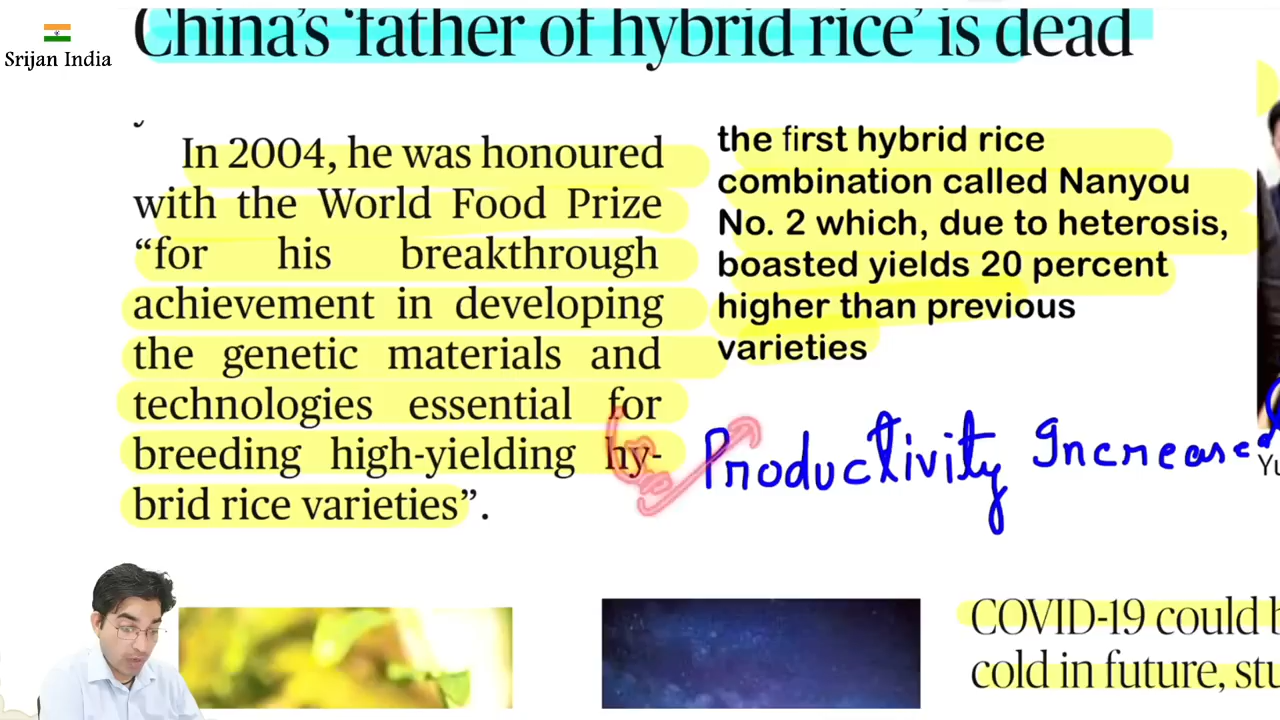 Srijan India
China's 'father of hybrid rice' is dead
In 2004, he was honoured
with the World Food Prize
“for his breakthrough
achievement in developing
the genetic materials and
technologies essential for
breeding high-yielding hy-
brid rice varieties”.
the first hybrid rice
combination called Nanyou
No. 2 which, due to heterosis,
boasted yields 20 percent
higher than previous
varieties
Productivity Increase
Yu
COVID-19 could b
cold in future, stu